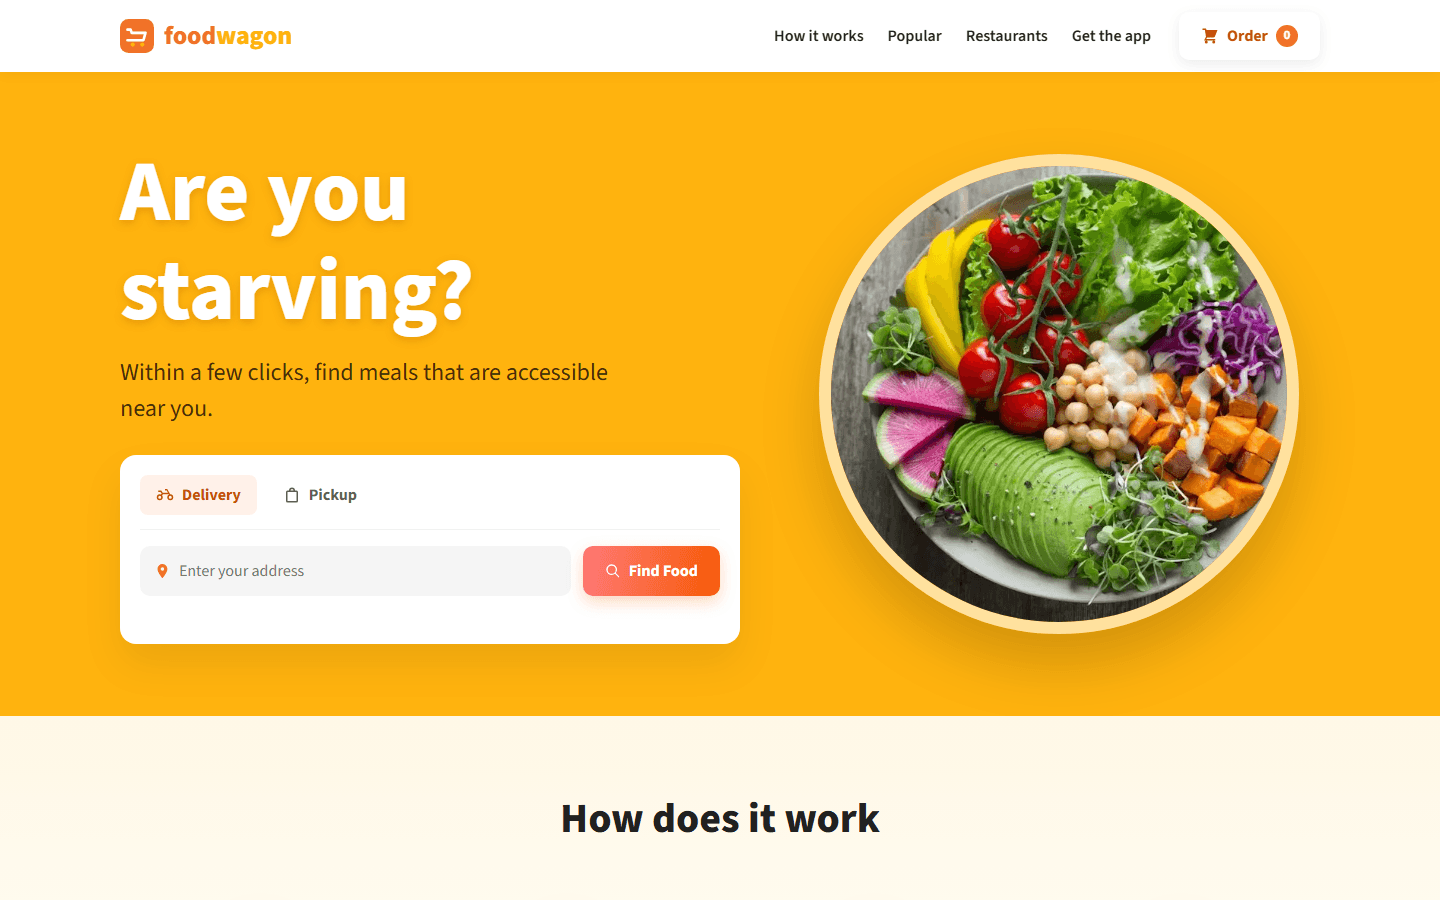 foodwagon
How it works
Popular
Restaurants
Get the app
Order 0
Are you
starving?
Within a few clicks, find meals that are accessible
near you.
Delivery
Pickup
Enter your address
Find Food
How does it work